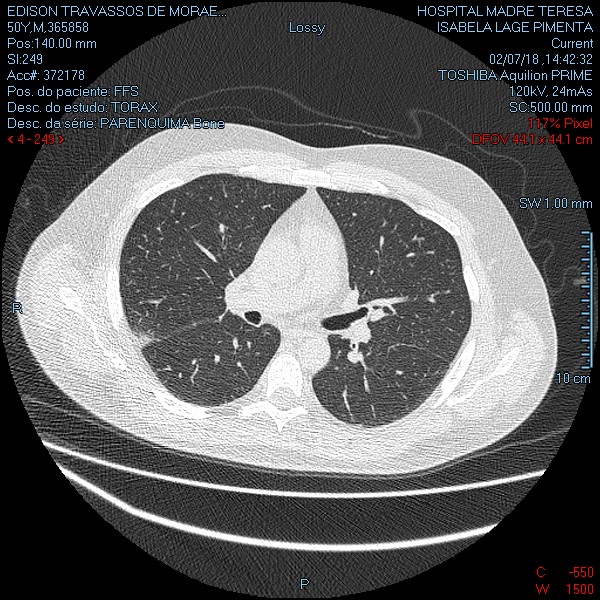 EDISON TRAVASSOS DE MORAE...
50Y,M,365858
Pos:140.00 mm
SI:249
Acc#: 372178
Pos. do paciente: FFS
Desc. do estudo: TORAX
Desc. da série: PARENQUIMA Bone
< 4 - 249 >
Lossy
HOSPITAL MADRE TERESA
ISABELA LAGE PIMENTA
Current
02/07/18 ,14:42:32
TOSHIBA Aquilion PRIME
120kV, 24mAs
SC:500.00 mm
117% Pixel
DFOV 44.1 x 44.1 cm
SW 1.00 mm
R
10 cm
P
C -550
W 1500